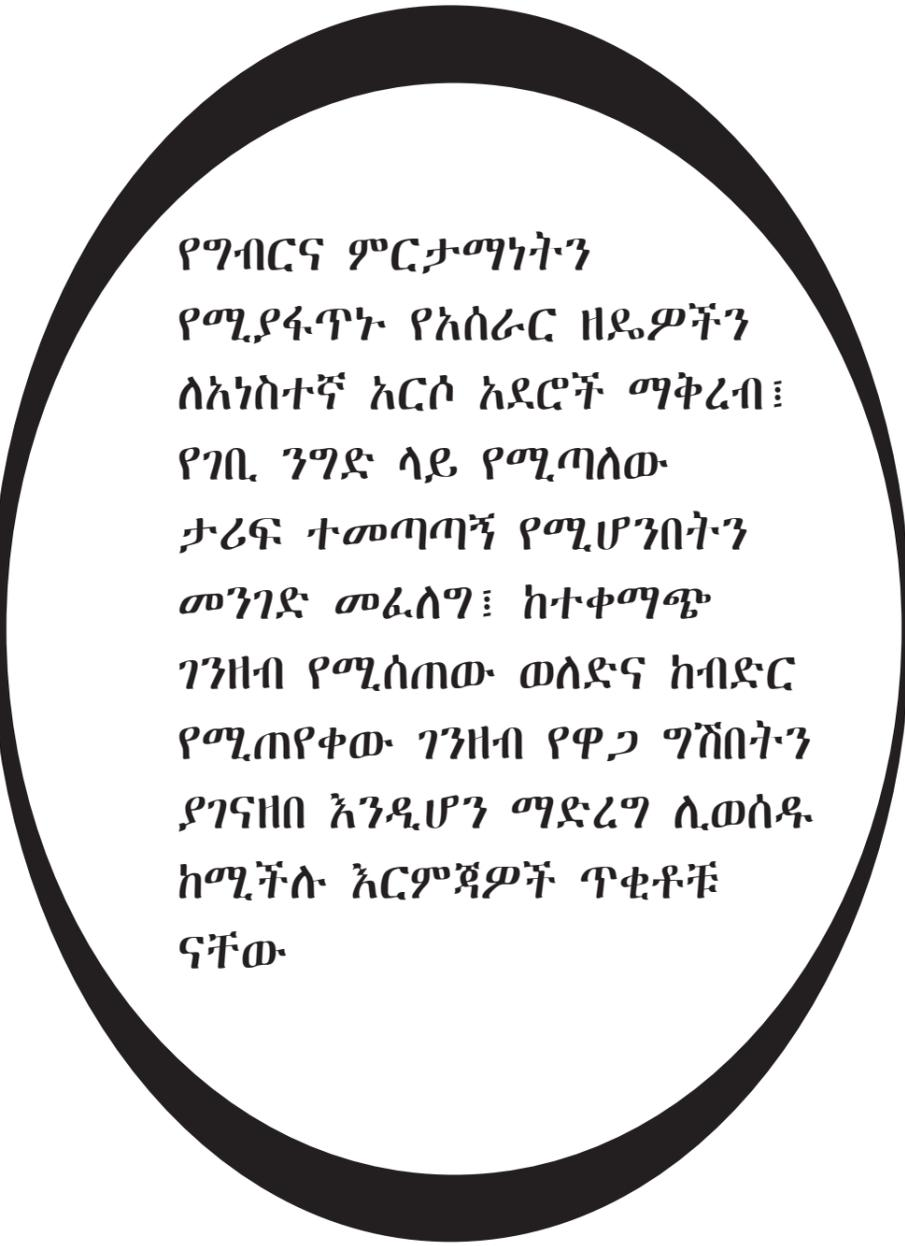 የግብርና ምርታማነትን
የሚያፋጥኑ የአሰራር ዘዴዎችን
ለአነስተኛ አርሶ አደሮች ማቅረብ፤
የገቢ ንግድ ላይ የሚጣለው
ታሪፍ ተመጣጣኝ የሚሆንበትን
መንገድ መፈለግ፤ ከተቀማጭ
ገንዘብ የሚሰጠው ወለድና ከብድር
የሚጠየቀው ገንዘብ የዋጋ ግሽበትን
ያገናዘበ እንዲሆን ማድረግ ሊወሰዱ
ከሚችሉ እርምጃዎች ጥቂቶቹ
ናቸው